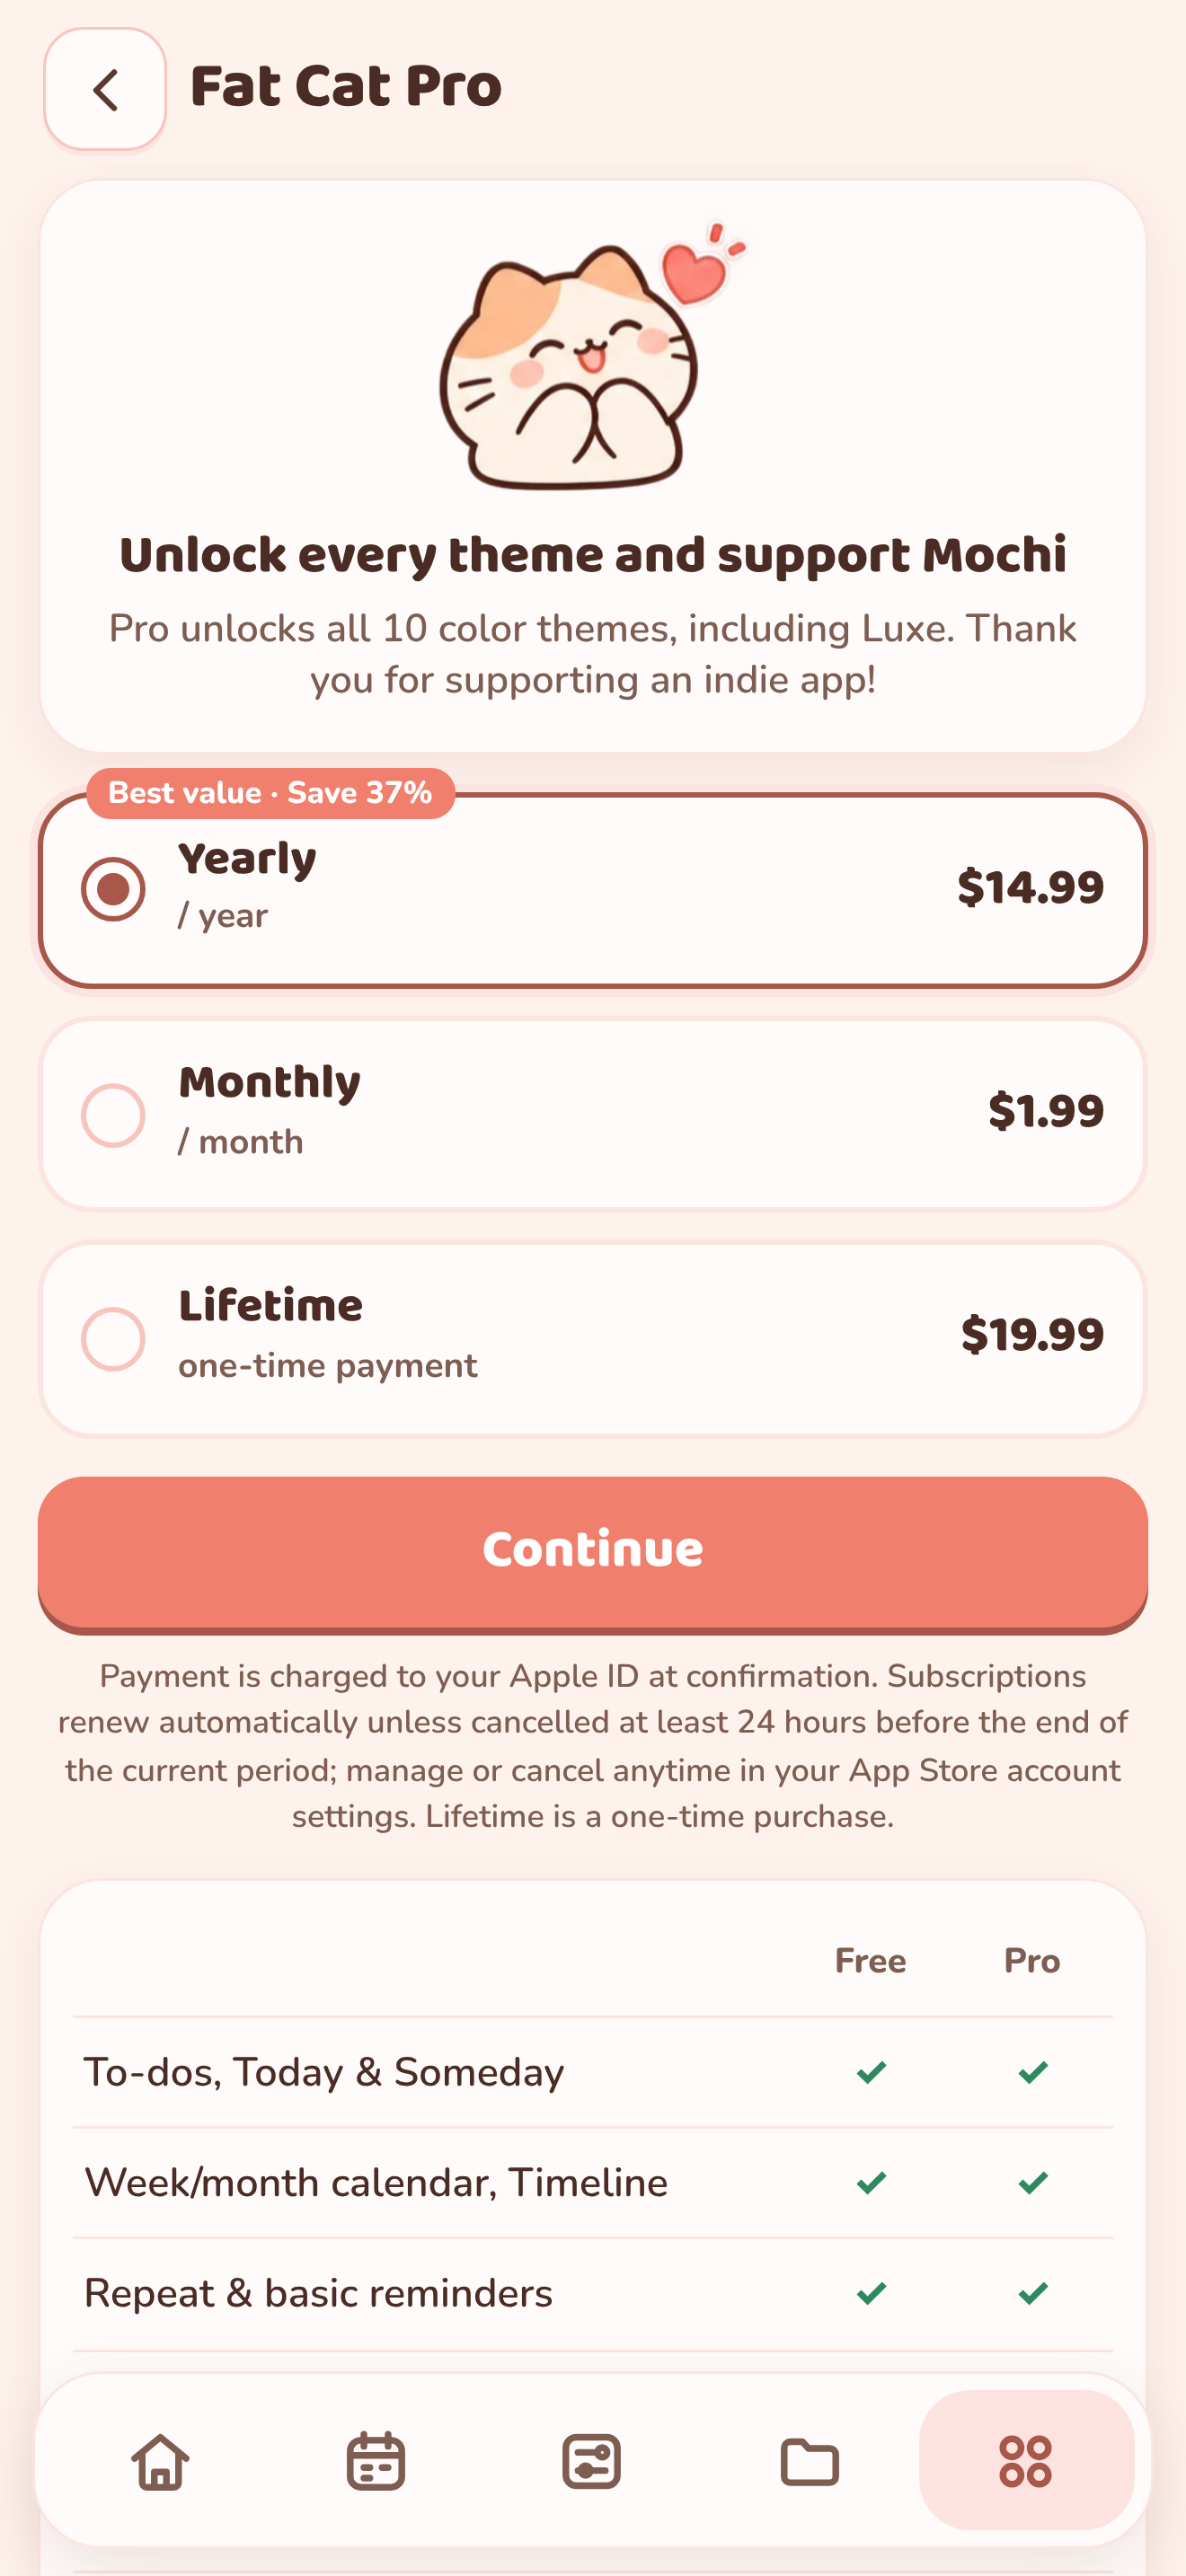 Fat Cat Pro
Unlock every theme and support Mochi
Pro unlocks all 10 color themes, including Luxe. Thank
you for supporting an indie app!
Best value · Save 37%
Yearly
/ year
$14.99
Monthly
/ month
$1.99
Lifetime
one-time payment
$19.99
Continue
Payment is charged to your Apple ID at confirmation. Subscriptions
renew automatically unless cancelled at least 24 hours before the end of
the current period; manage or cancel anytime in your App Store account
settings. Lifetime is a one-time purchase.
Free Pro
To-dos, Today & Someday
Week/month calendar, Timeline
Repeat & basic reminders